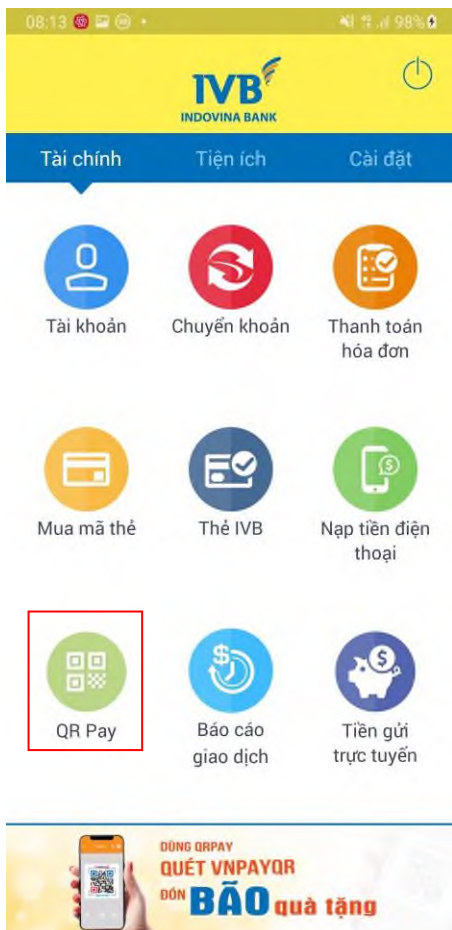 08:13
98%
IVB
INDOVINA BANK
Tài chính
Tiện ích
Cài đặt
Tài khoản
Chuyển khoản
Thanh toán
hóa đơn
Mua mã thẻ
Thẻ IVB
Nạp tiền điện
thoại
QR Pay
Báo cáo
giao dịch
Tiền gửi
trực tuyến
DÙNG QRPAY
QUÉT VNPAYQR
ĐÓN BÃO quà tặng